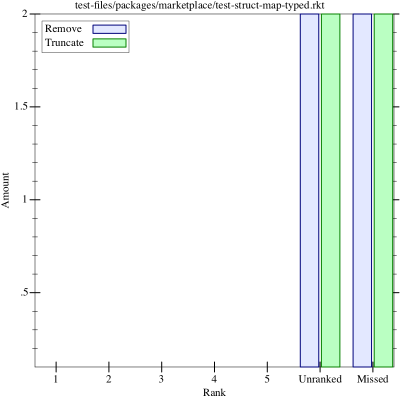 test-files/packages/marketplace/test-struct-map-typed.rkt
Remove
Truncate
2
1.5
1
.5
Amount
1 2 3 4 5 Unranked Missed
Rank